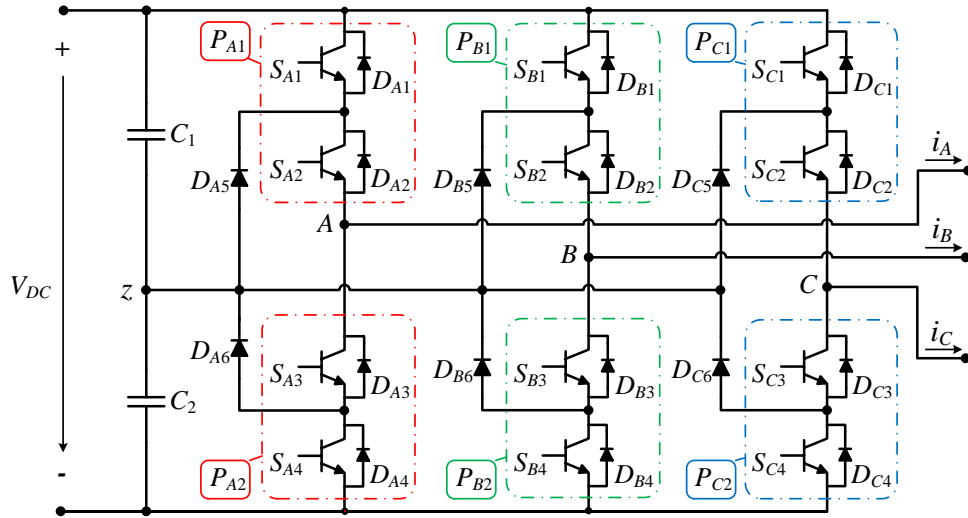 +
P_A1
P_B1
P_C1
S_A1
D_A1
S_B1
D_B1
S_C1
D_C1
C_1
S_A2
D_A2
S_B2
D_B2
S_C2
D_C2
D_A5
D_B5
D_C5
i_A
A
i_B
B
V_DC
z
C
i_C
D_A6
D_B6
D_C6
S_A3
D_A3
S_B3
D_B3
S_C3
D_C3
C_2
S_A4
D_A4
S_B4
D_B4
S_C4
D_C4
P_A2
P_B2
P_C2
-